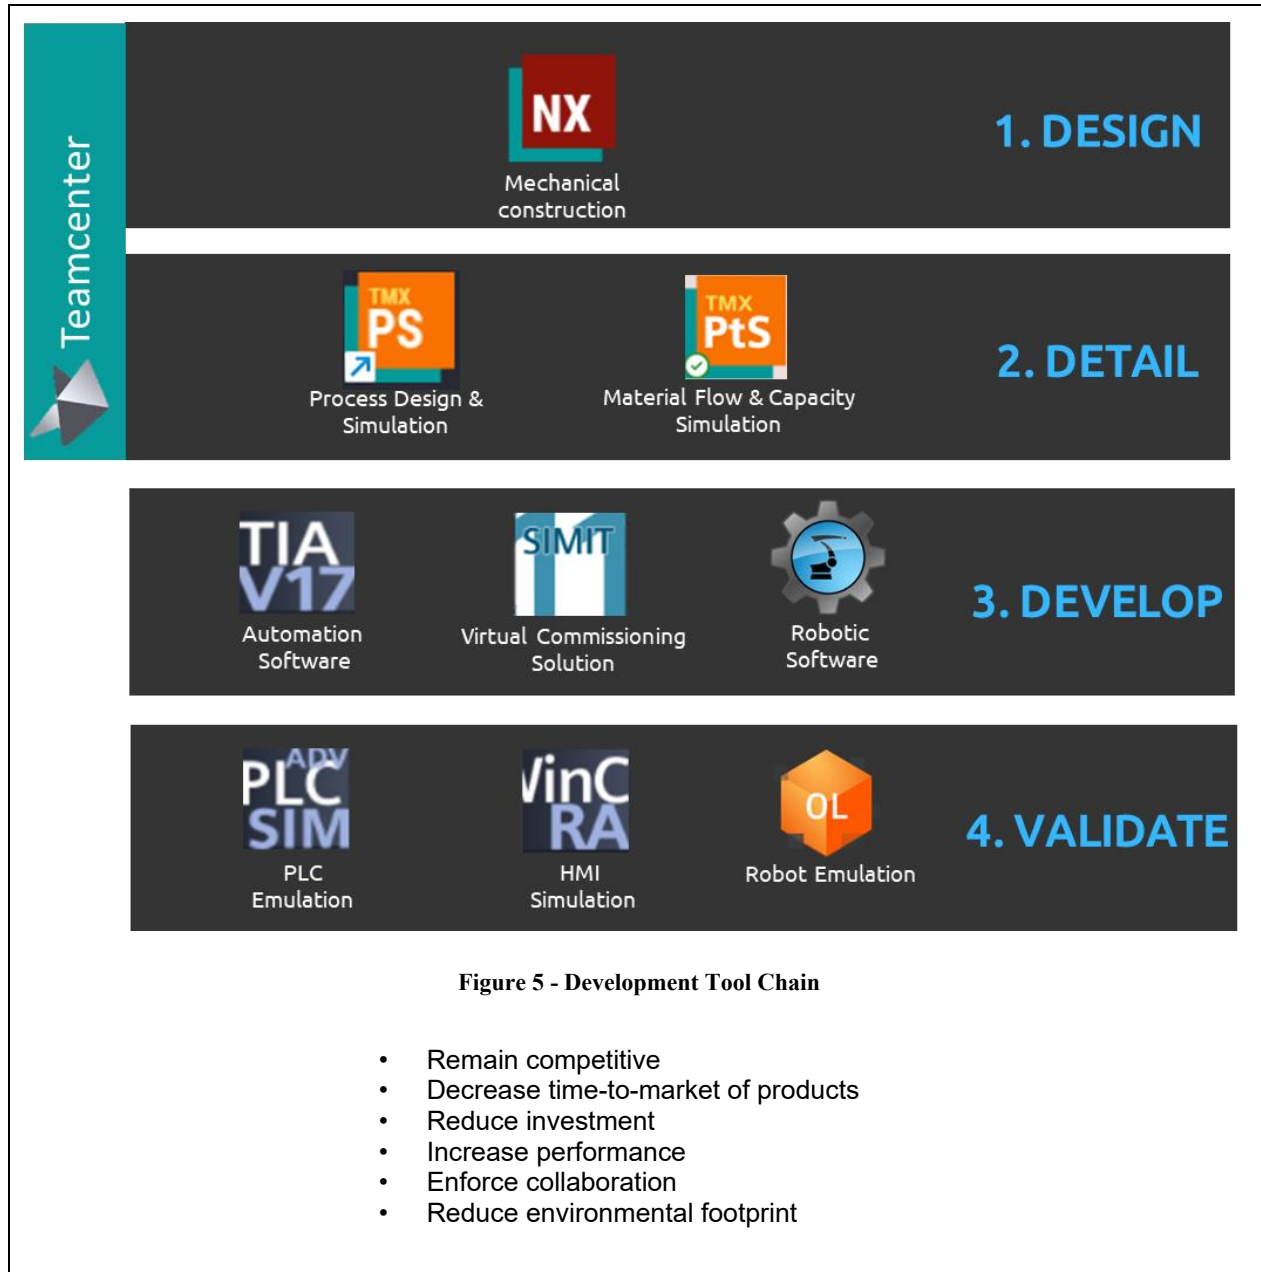 Teamcenter
NX
Mechanical
construction
1. DESIGN
TMX
PS
Process Design &
Simulation
TMX
PtS
Material Flow & Capacity
Simulation
2. DETAIL
TIA
V17
Automation
Software
SIMIT
Virtual Commissioning
Solution
Robotic
Software
3. DEVELOP
ADV
PLC
SIM
PLC
Emulation
VinC
RA
HMI
Simulation
OL
Robot Emulation
4. VALIDATE
Figure 5 - Development Tool Chain
• Remain competitive
• Decrease time-to-market of products
• Reduce investment
• Increase performance
• Enforce collaboration
• Reduce environmental footprint